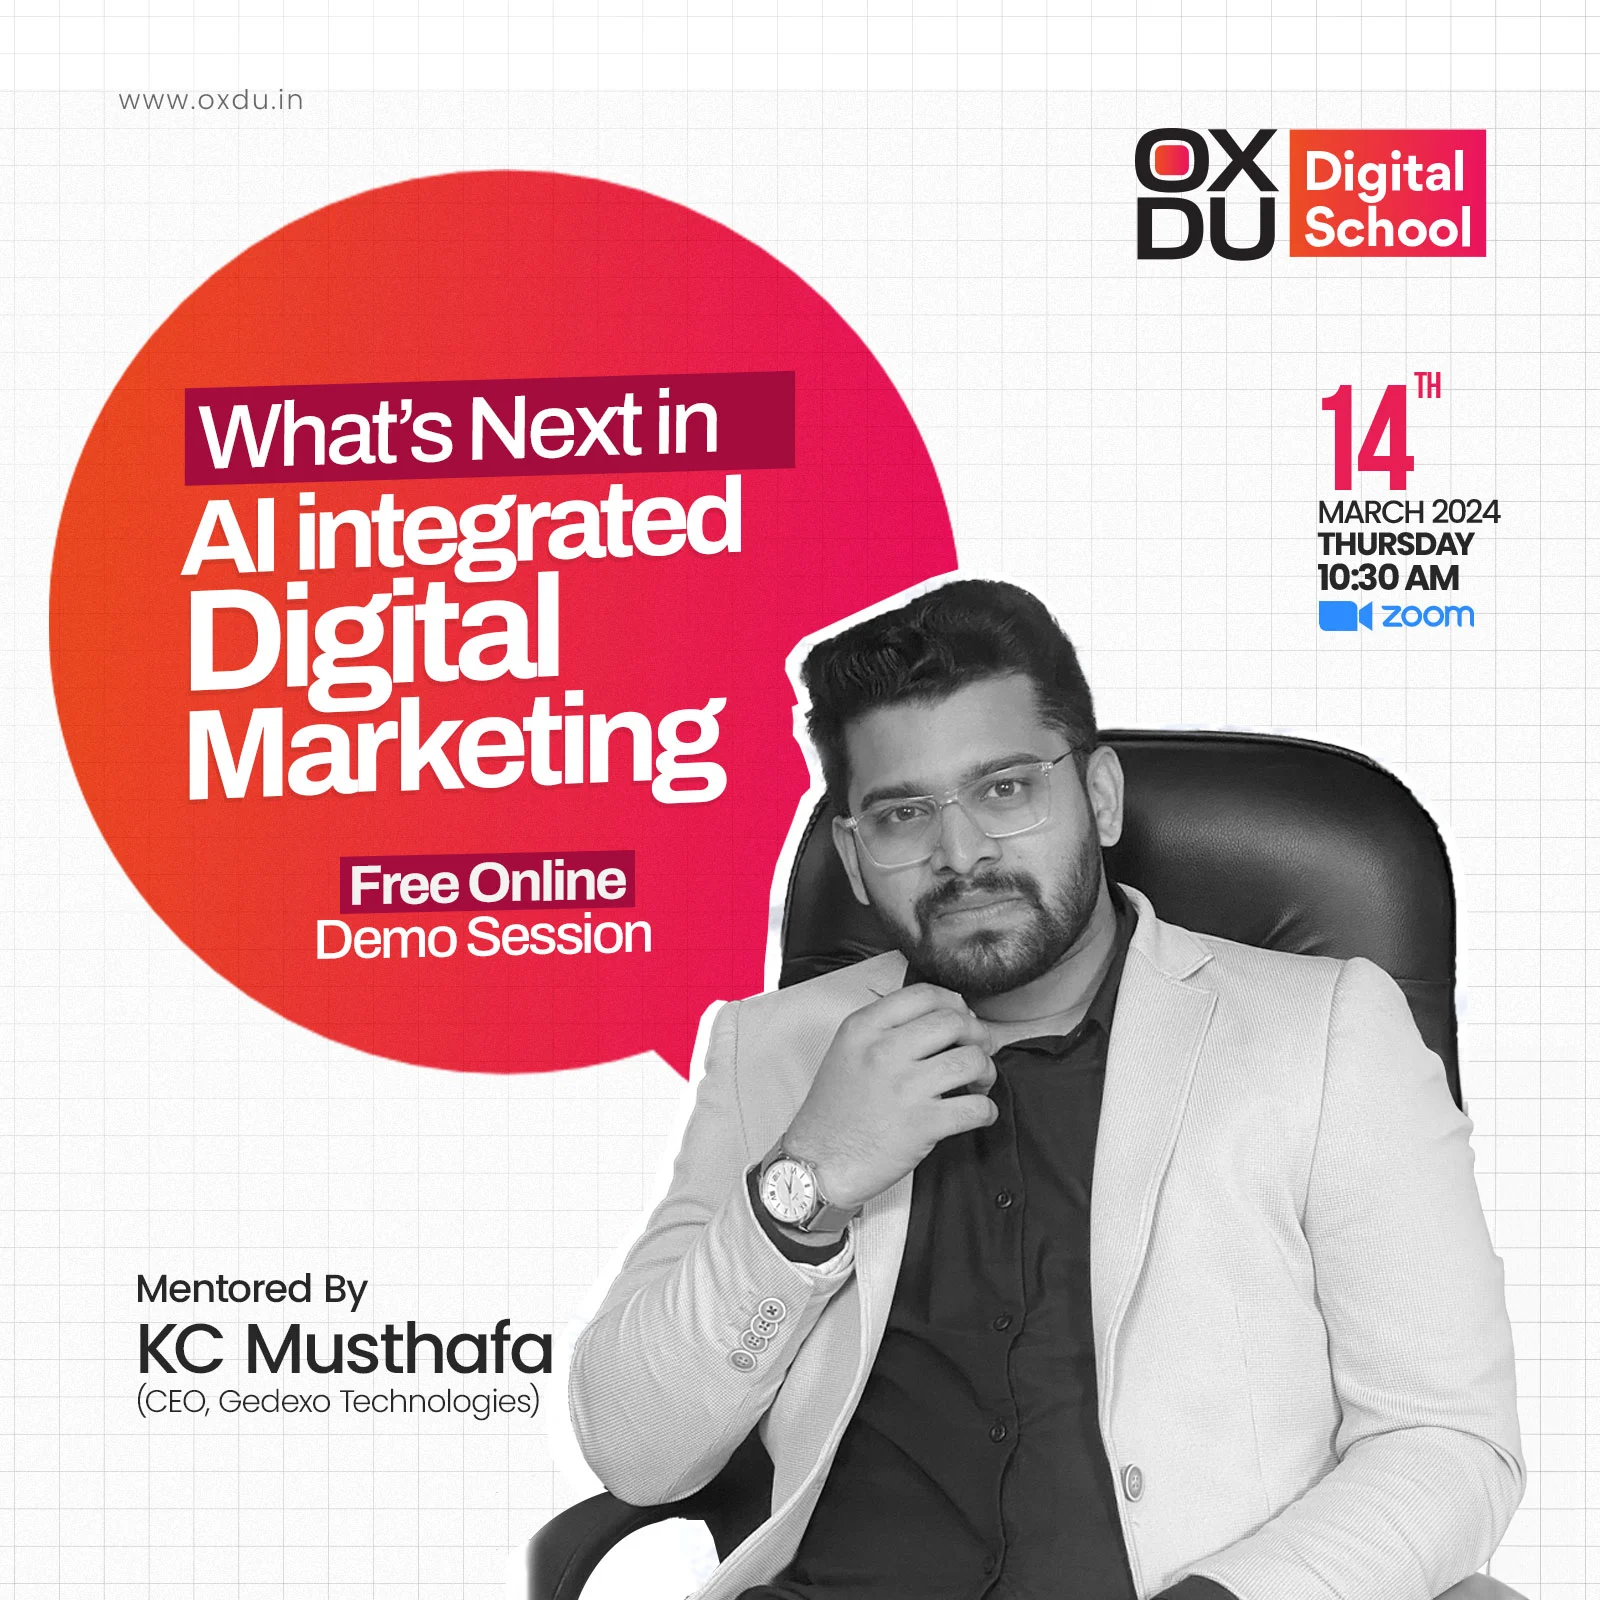 www.oxdu.in
OX
DU
Digital
School
What's Next in
AI integrated
Digital
Marketing
Free Online
Demo Session
14TH
MARCH 2024
THURSDAY
10:30 AM
zoom
Mentored By
KC Musthafa
(CEO, Gedexo Technologies)